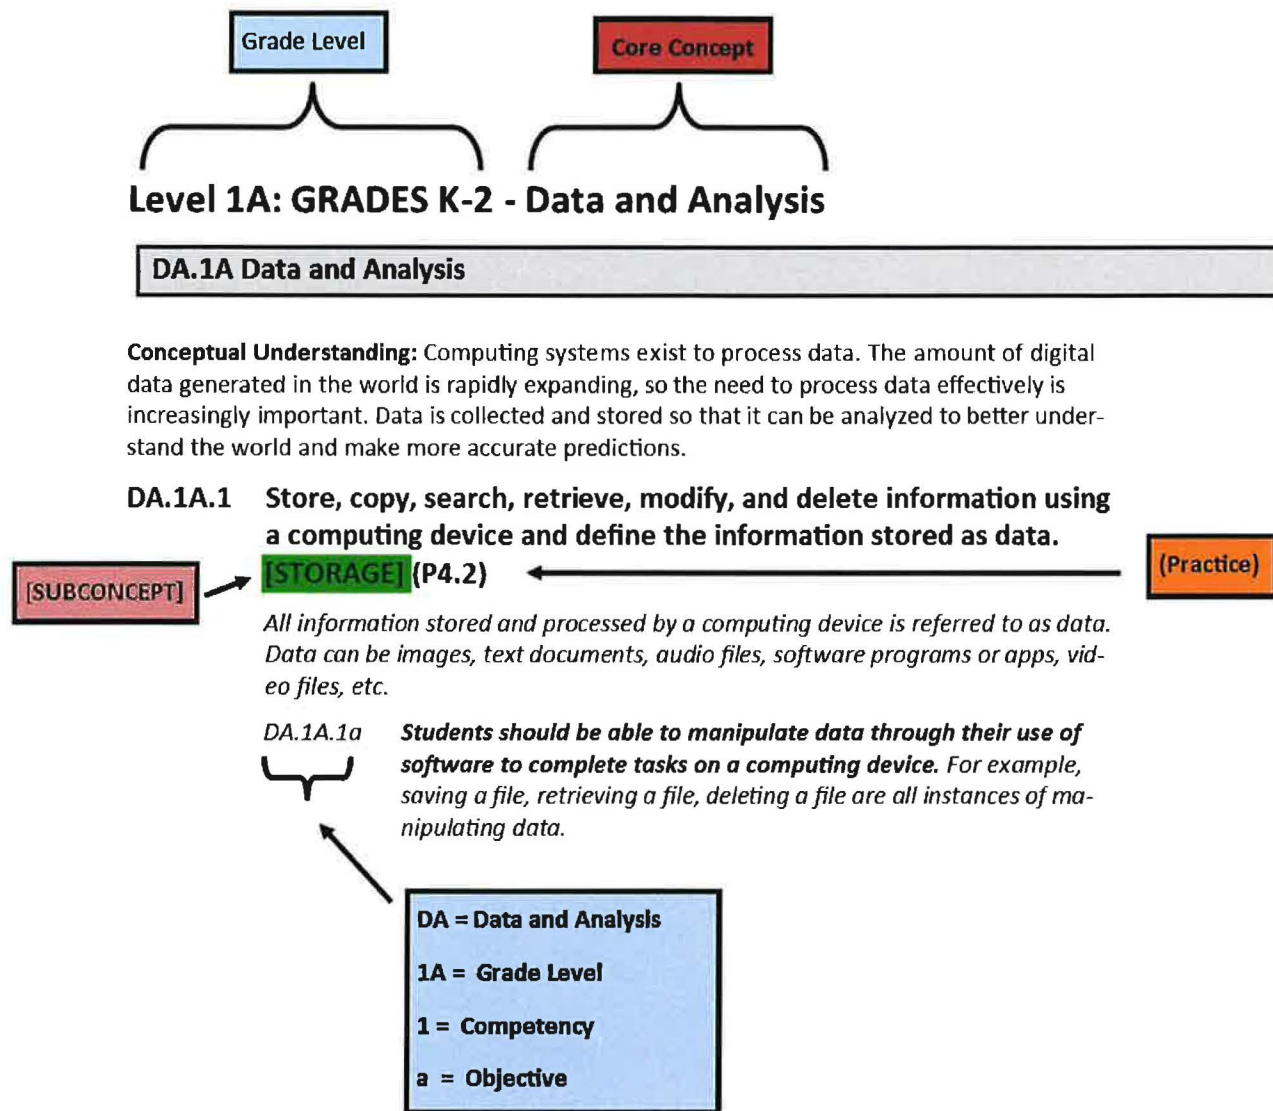 Grade Level
Core Concept
Level 1A: GRADES K-2 - Data and Analysis
DA.1A Data and Analysis
Conceptual Understanding: Computing systems exist to process data. The amount of digital
data generated in the world is rapidly expanding, so the need to process data effectively is
increasingly important. Data is collected and stored so that it can be analyzed to better under-
stand the world and make more accurate predictions.
DA.1A.1 Store, copy, search, retrieve, modify, and delete information using
a computing device and define the information stored as data.
[STORAGE] (P4.2)
(Practice)
[SUBCONCEPT]
All information stored and processed by a computing device is referred to as data.
Data can be images, text documents, audio files, software programs or apps, vid-
eo files, etc.
DA.1A.1a Students should be able to manipulate data through their use of
software to complete tasks on a computing device. For example,
saving a file, retrieving a file, deleting a file are all instances of ma-
nipulating data.
DA = Data and Analysis
1A = Grade Level
1 = Competency
a = Objective